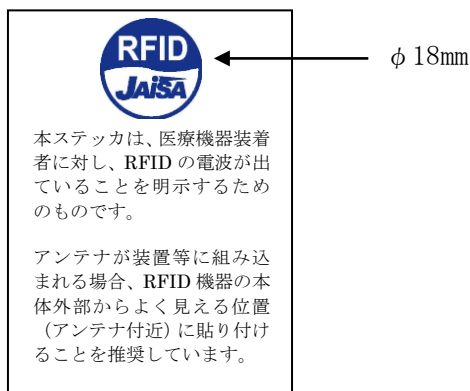 RFID
JAISA
φ18mm
本ステッカは、医療機器装着
者に対し、RFID の電波が出
ていることを明示するため
のものです。
アンテナが装置等に組み込
まれる場合、RFID 機器の本
体外部からよく見える位置
（アンテナ付近）に貼り付け
ることを推奨しています。